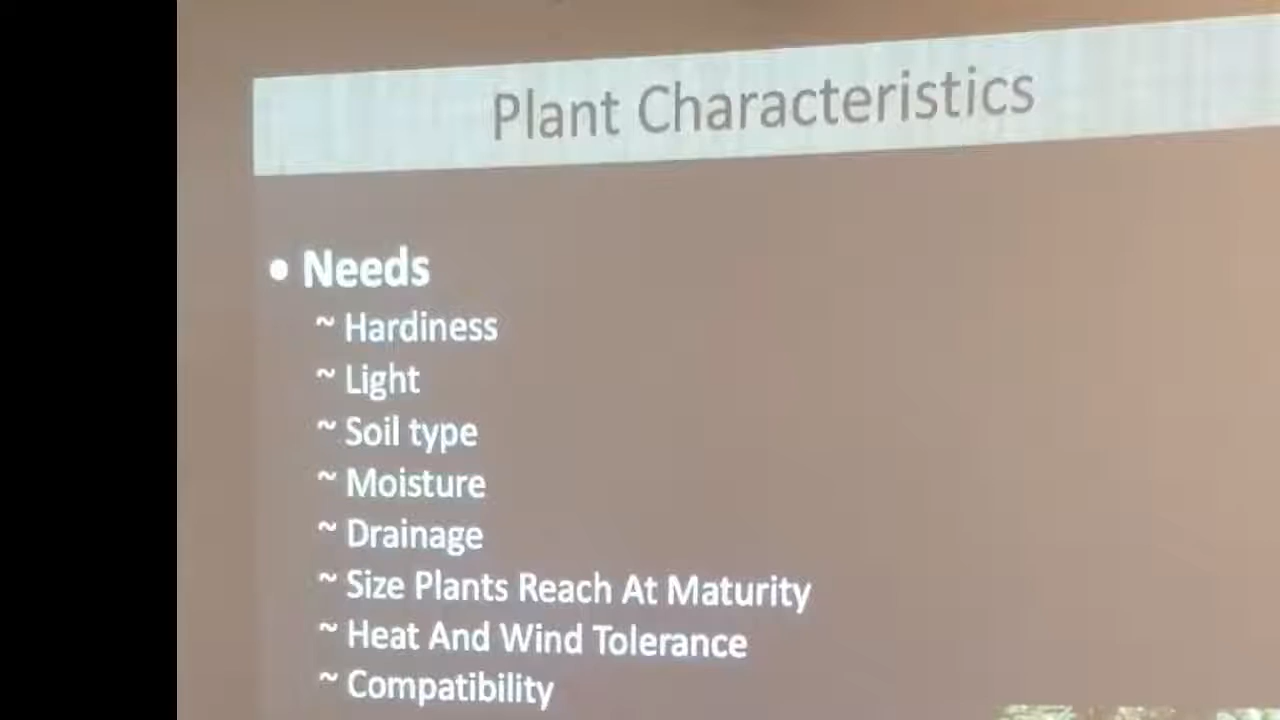 Plant Characteristics
• Needs
~ Hardiness
~ Light
~ Soil type
~ Moisture
~ Drainage
~ Size Plants Reach At Maturity
~ Heat And Wind Tolerance
~ Compatibility